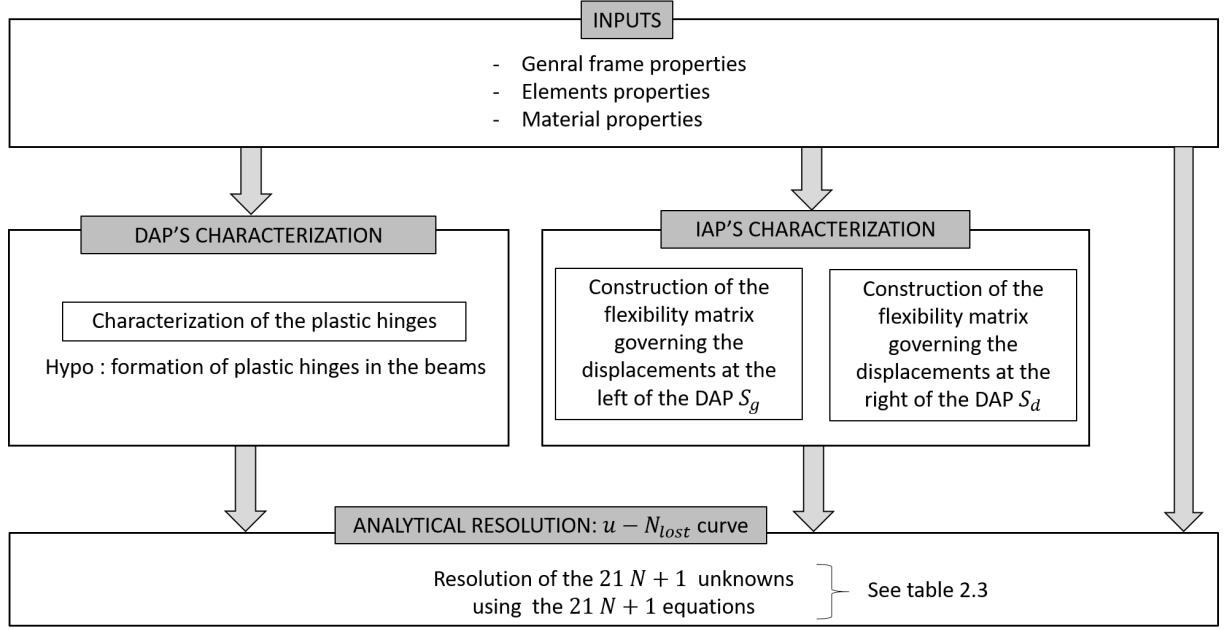 INPUTS
- Genral frame properties
- Elements properties
- Material properties
DAP'S CHARACTERIZATION
Characterization of the plastic hinges
Hypo : formation of plastic hinges in the beams
IAP'S CHARACTERIZATION
Construction of the
flexibility matrix
governing the
displacements at the
left of the DAP S_g
Construction of the
flexibility matrix
governing the
displacements at the
right of the DAP S_d
ANALYTICAL RESOLUTION: u − N_lost curve
Resolution of the 21 N + 1 unknowns
using the 21 N + 1 equations
See table 2.3